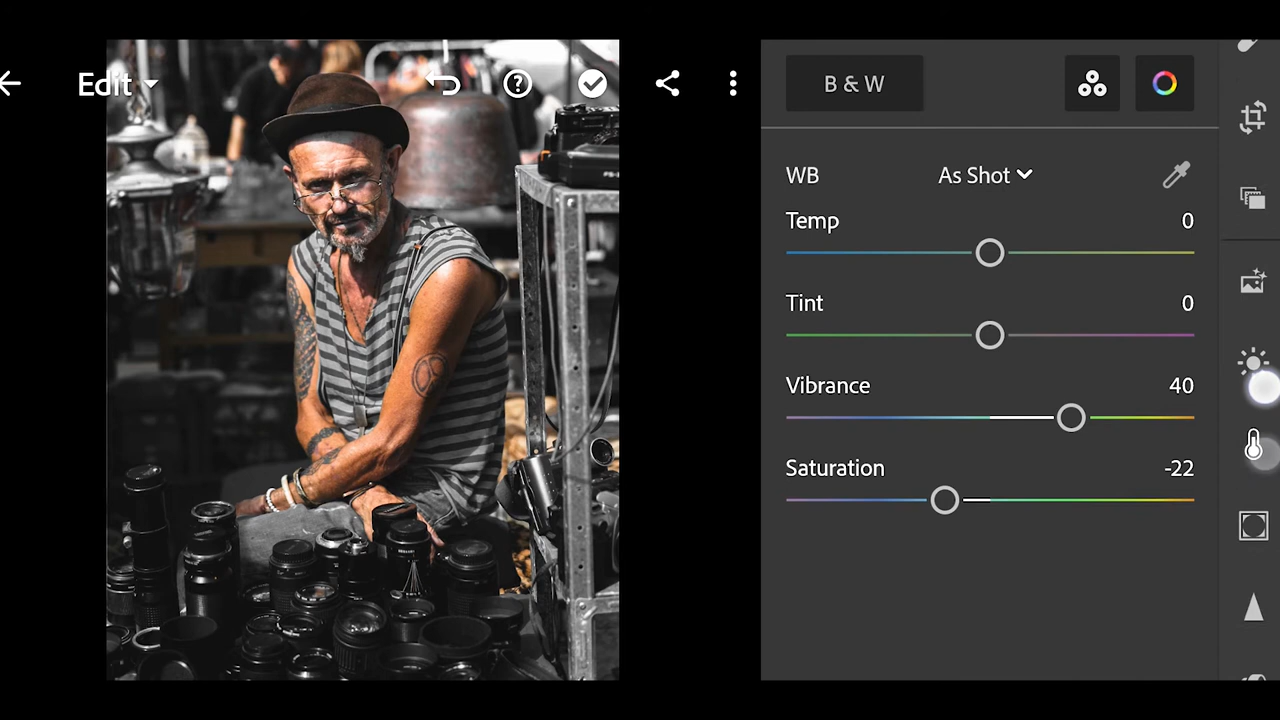 Edit
B & W
WB As Shot
Temp 0
Tint 0
Vibrance 40
Saturation -22